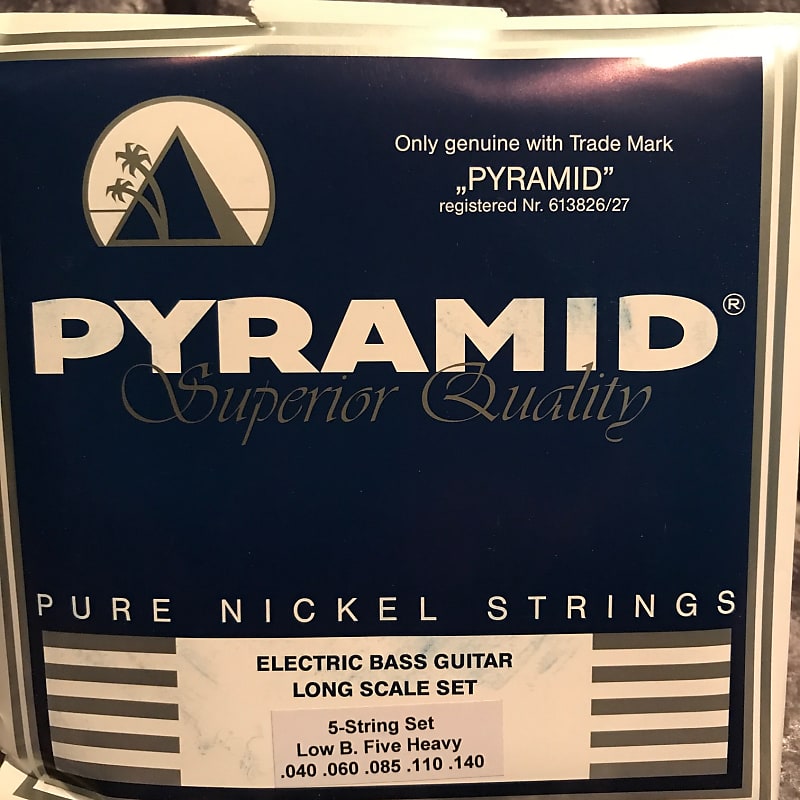 Only genuine with Trade Mark
„PYRAMID”
registered Nr. 613826/27
PYRAMID®
Superior Quality
PURE NICKEL STRINGS
ELECTRIC BASS GUITAR
LONG SCALE SET
5-String Set
Low B. Five Heavy
.040 .060 .085 .110 .140